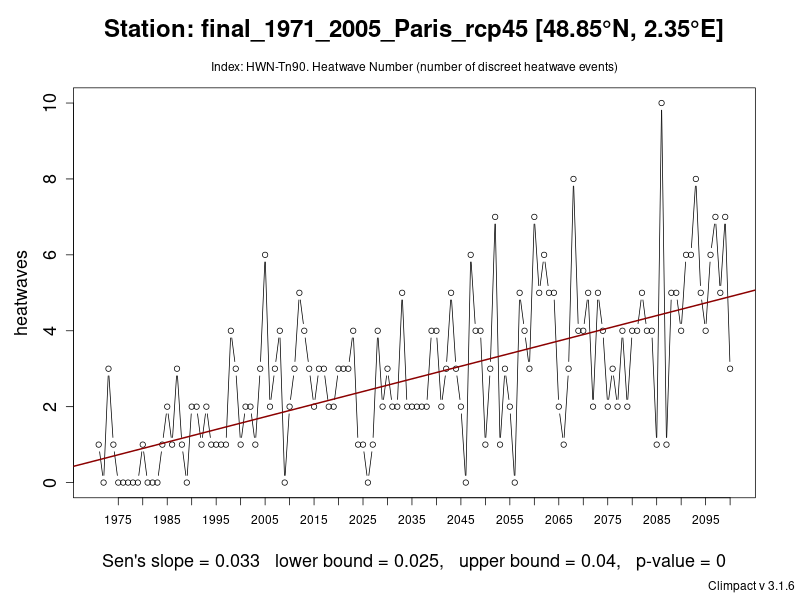 Station: final_1971_2005_Paris_rcp45 [48.85°N, 2.35°E]
Index: HWN-Tn90. Heatwave Number (number of discreet heatwave events)
heatwaves
10
8
6
4
2
0
1975 1985 1995 2005 2015 2025 2035 2045 2055 2065 2075 2085 2095
Sen's slope = 0.033 lower bound = 0.025, upper bound = 0.04, p-value = 0
Climpact v 3.1.6